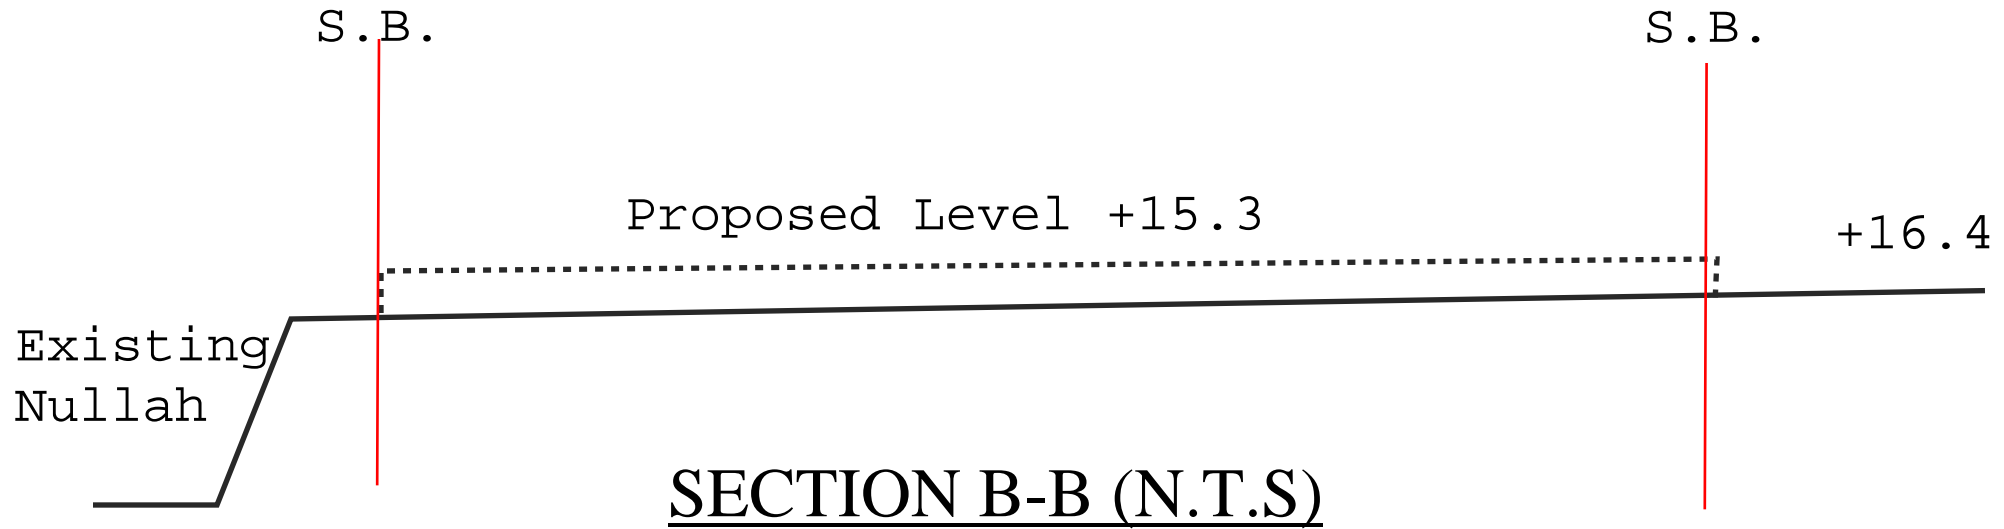 S.B.
S.B.
Proposed Level +15.3
+16.4
Existing
Nullah
SECTION B-B (N.T.S)